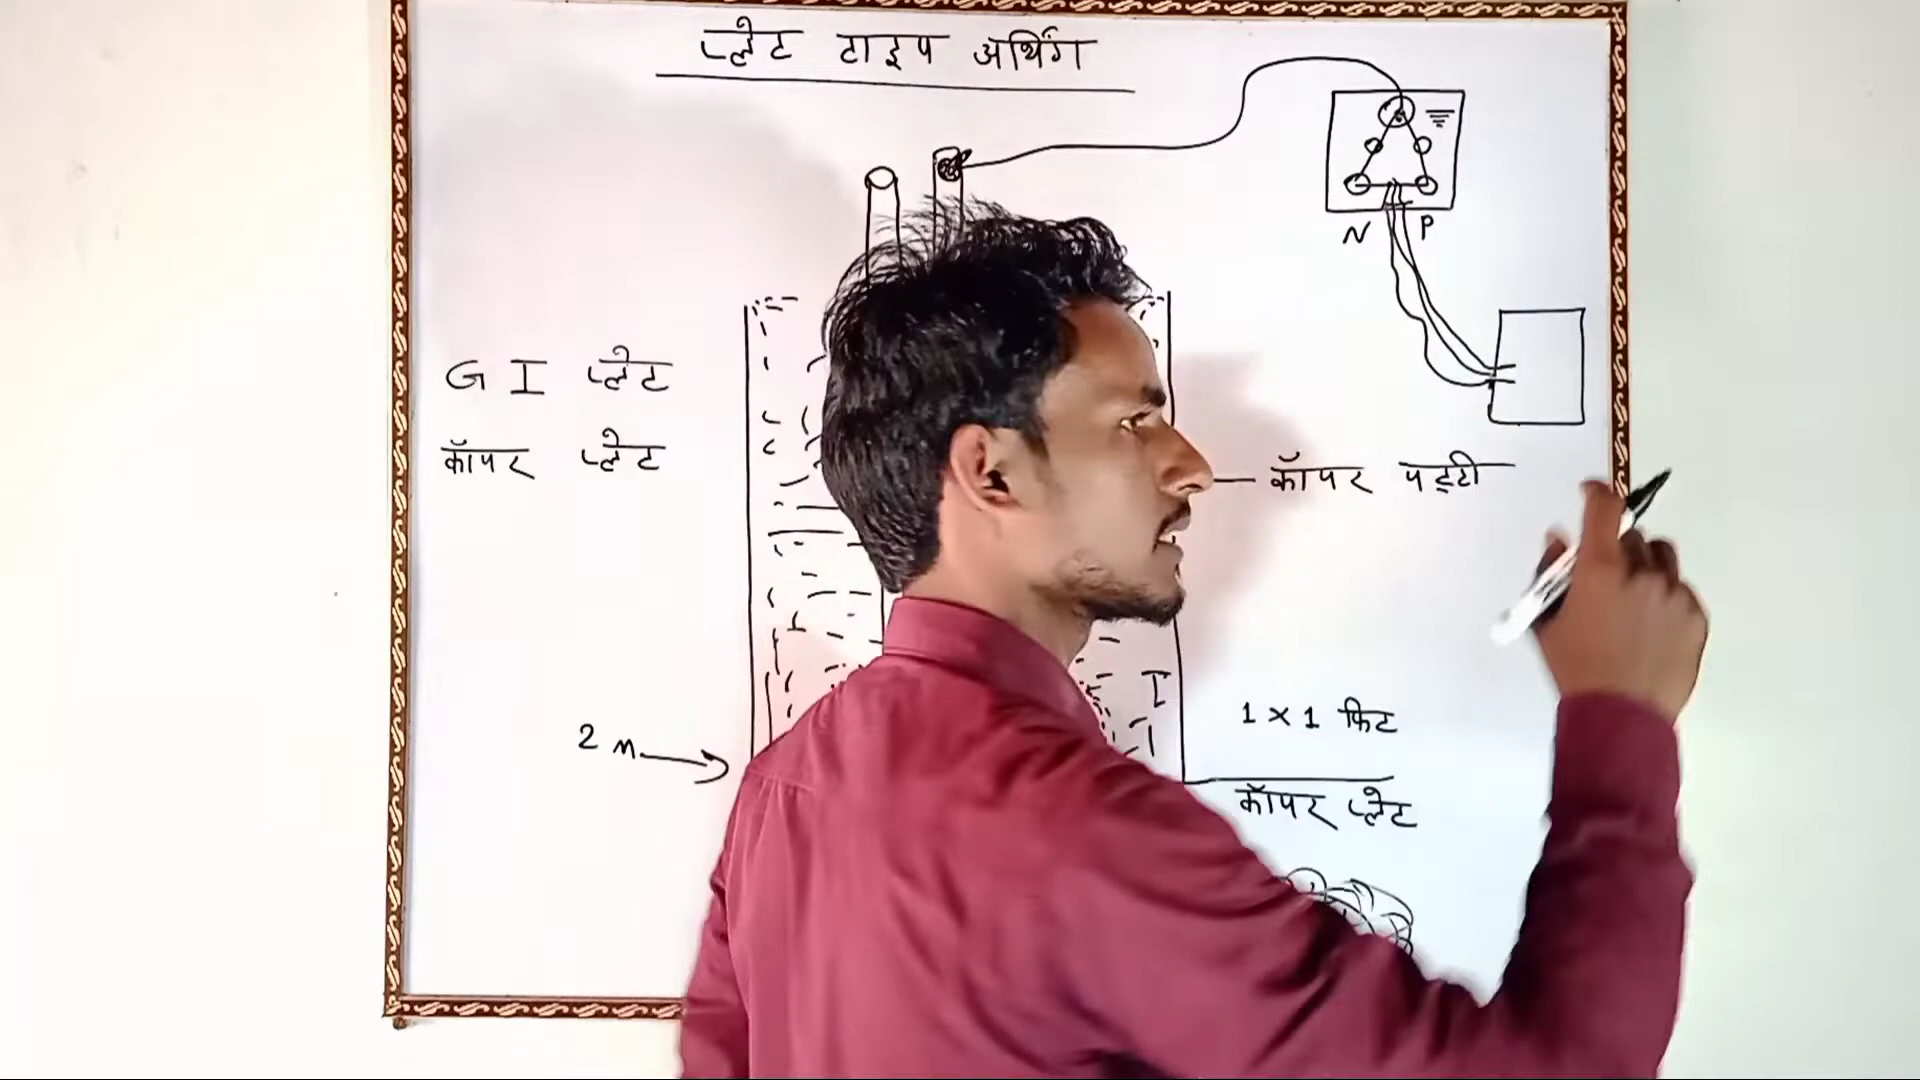 प्लेट टाइप अर्थिंग
N P
G I प्लेट
कॉपर प्लेट
कॉपर पट्टी
2 m
1 x 1 फिट
कॉपर प्लेट